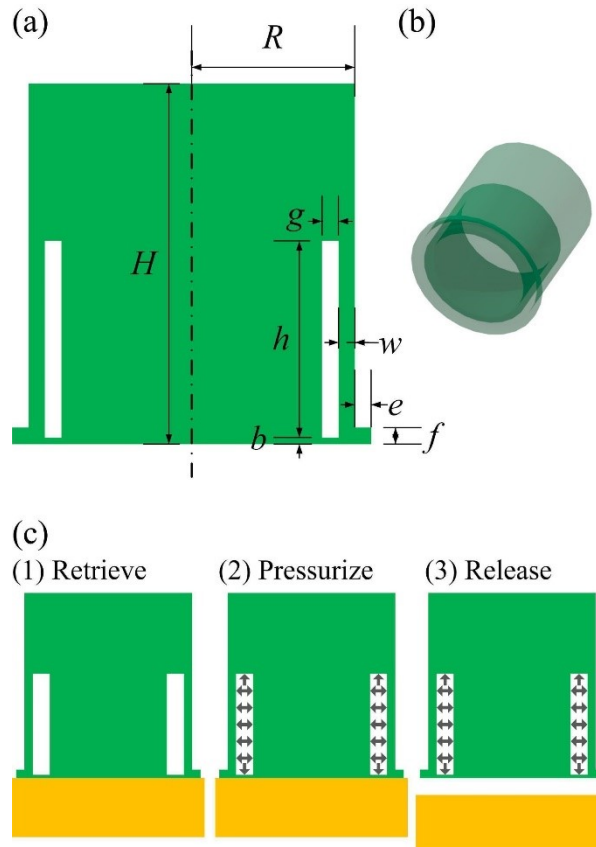 (a)
(b)
R
g
H
h
w
e
b
f
(c)
(1) Retrieve
(2) Pressurize
(3) Release